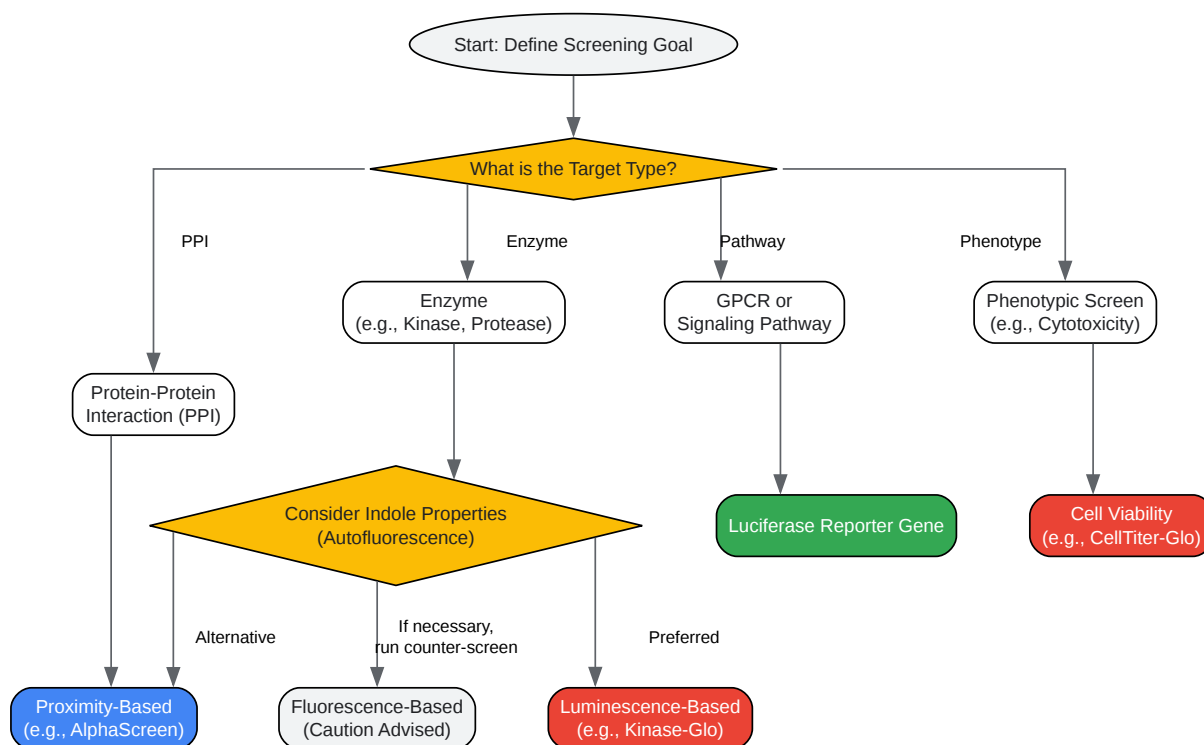 Start: Define Screening Goal
What is the Target Type?
PPI
Enzyme
Pathway
Phenotype
Enzyme
(e.g., Kinase, Protease)
GPCR or
Signaling Pathway
Phenotypic Screen
(e.g., Cytotoxicity)
Protein-Protein
Interaction (PPI)
Consider Indole Properties
(Autofluorescence)
Luciferase Reporter Gene
Cell Viability
(e.g., CellTiter-Glo)
Alternative
If necessary,
run counter-screen
Preferred
Proximity-Based
(e.g., AlphaScreen)
Fluorescence-Based
(Caution Advised)
Luminescence-Based
(e.g., Kinase-Glo)